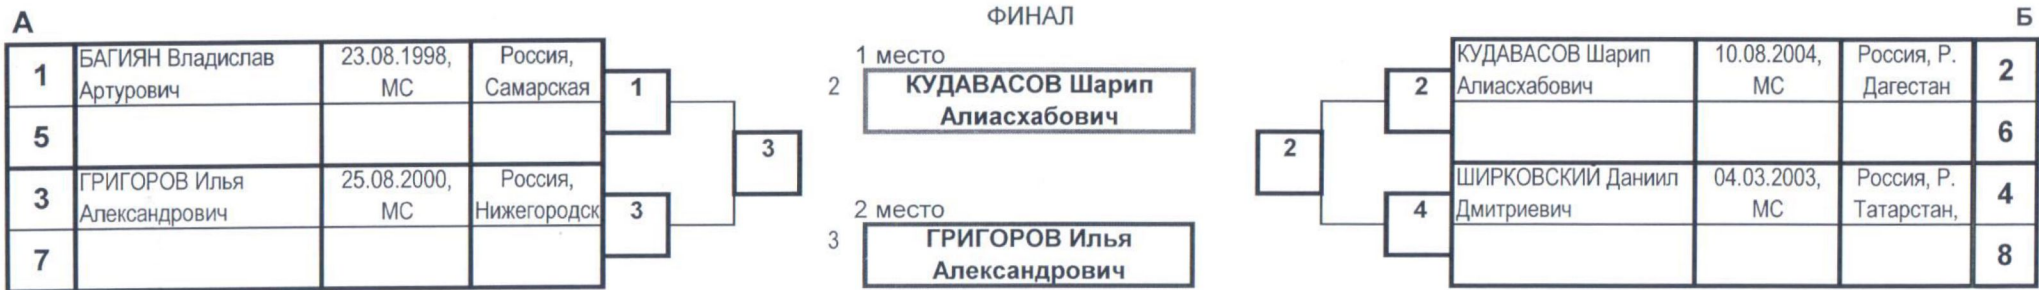 А
ФИНАЛ
Б
1
БАГИЯН Владислав
Артурович
23.08.1998,
МС
Россия,
Самарская
5
3
ГРИГОРОВ Илья
Александрович
25.08.2000,
МС
Россия,
Нижегородск
7
1
3
3
1 место
2
КУДАВАСОВ Шарип
Алиасхабович
2 место
3
ГРИГОРОВ Илья
Александрович
2
2
4
КУДАВАСОВ Шарип
Алиасхабович
10.08.2004,
МС
Россия, Р.
Дагестан
2
6
ШИРКОВСКИЙ Даниил
Дмитриевич
04.03.2003,
МС
Россия, Р.
Татарстан,
4
8